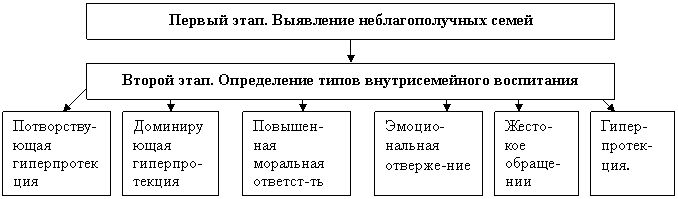 Первый этап. Выявление неблагополучных семей
Второй этап. Определение типов внутрисемейного воспитания
Потворству-
ющая
гиперпротек
ция
Доминиру
ющая
гиперпро-
текция
Повышен-
ная
моральная
ответст-ть
Эмоцио-
нальная
отверже-ние
Жесто-
кое
обраще-
нии
Гипер-
протек-
ция.